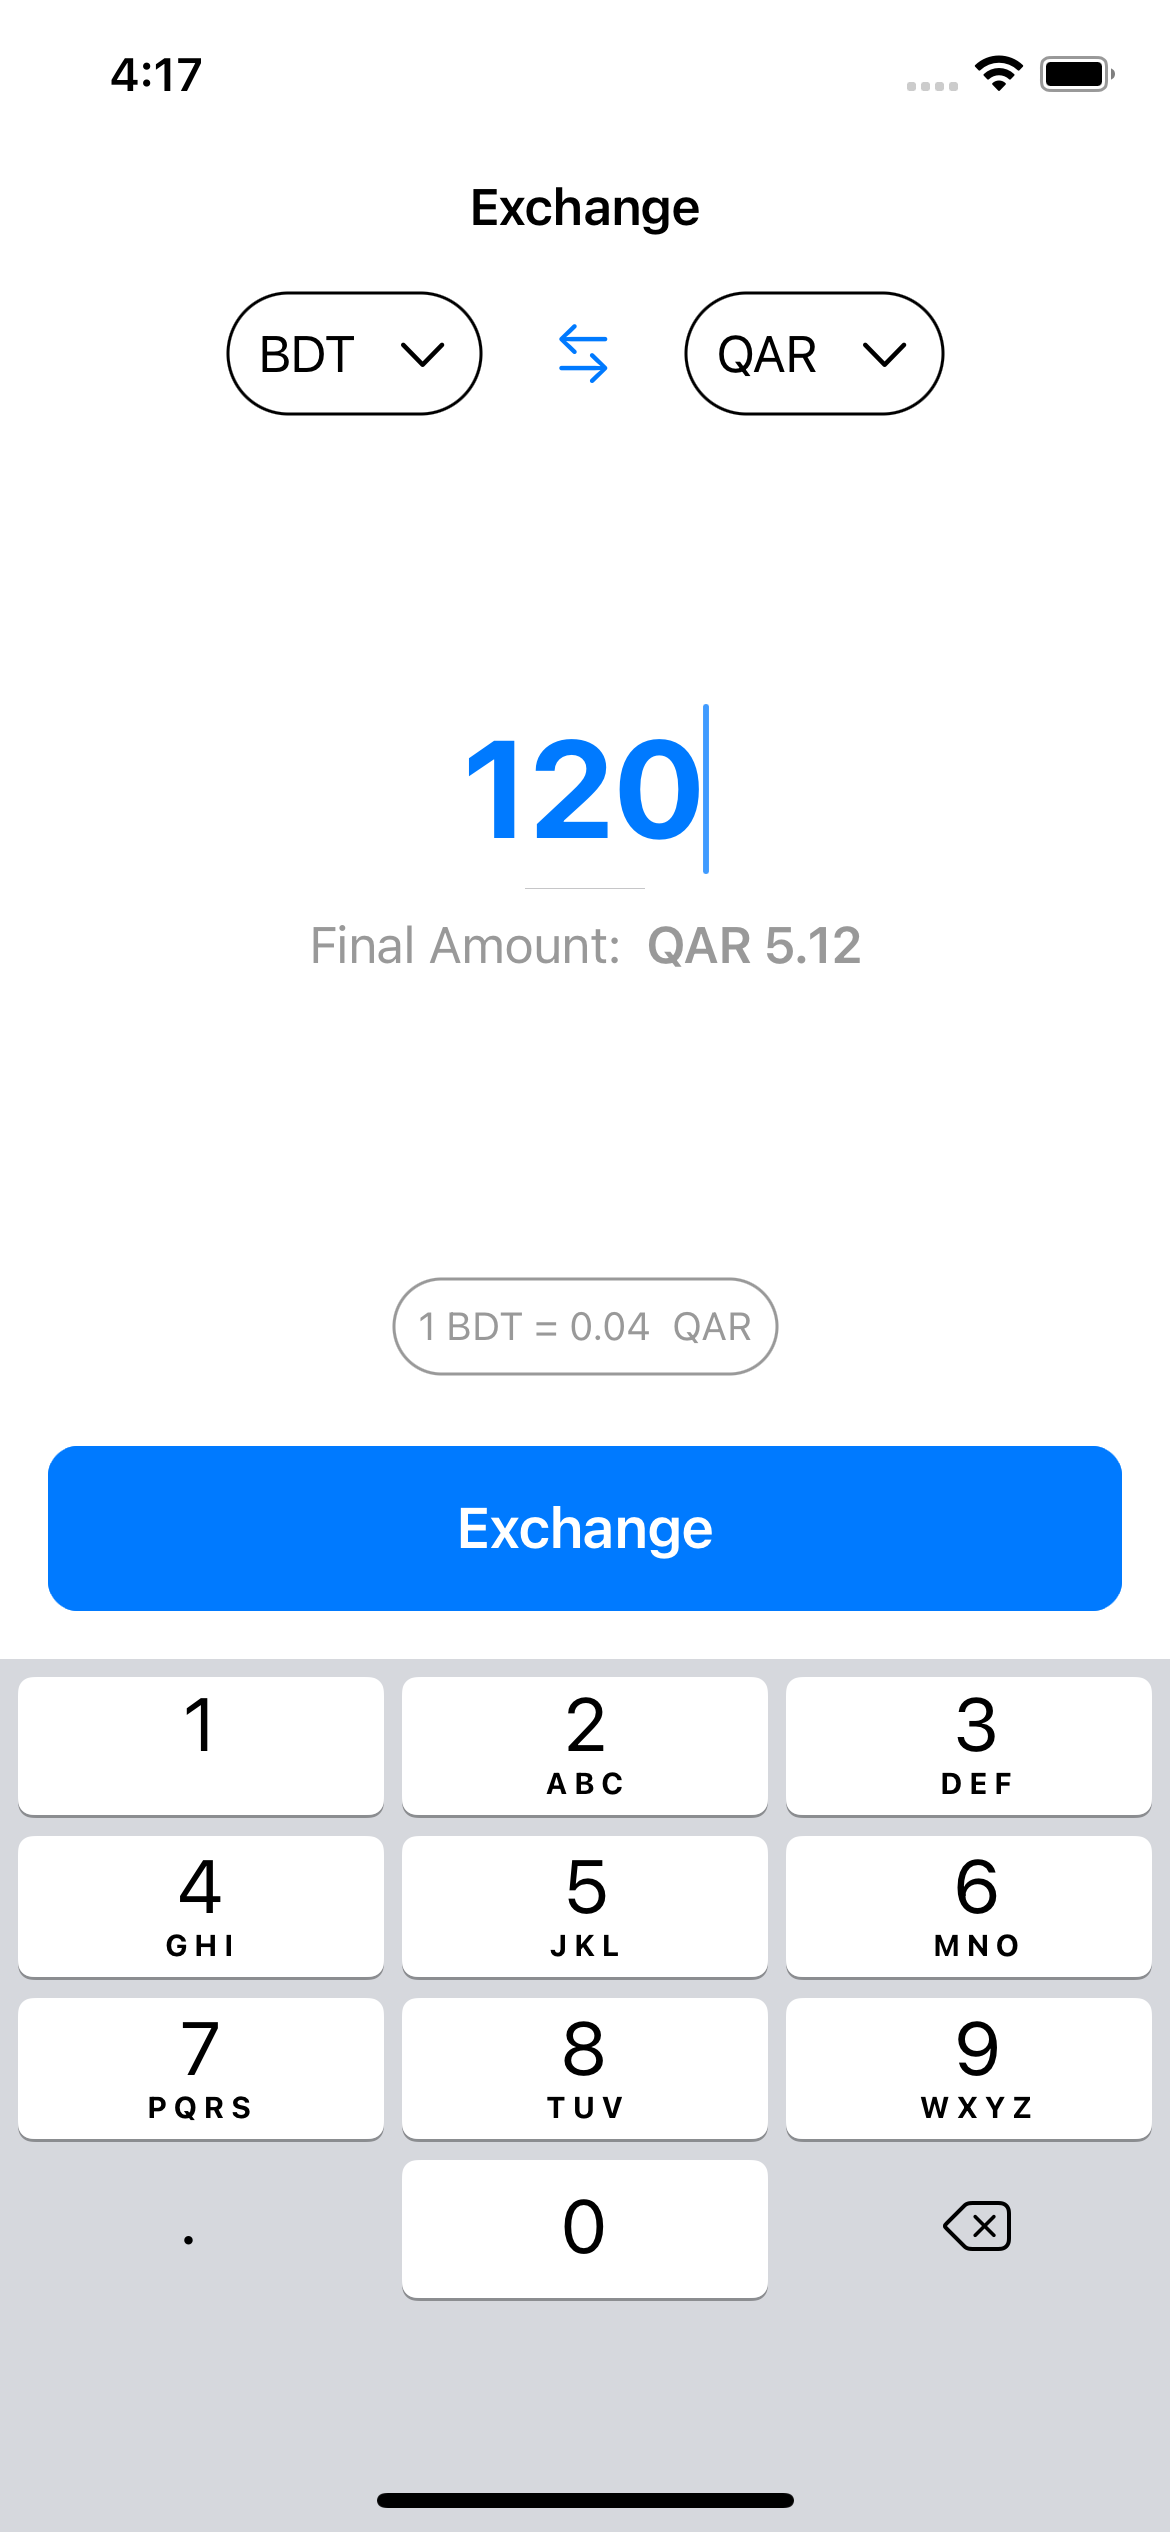 4:17
Exchange
BDT QAR
120
Final Amount: QAR 5.12
1 BDT = 0.04 QAR
Exchange
1 2 3
ABC DEF
4 5 6
GHI JKL MNO
7 8 9
PQRS TUV WXYZ
. 0